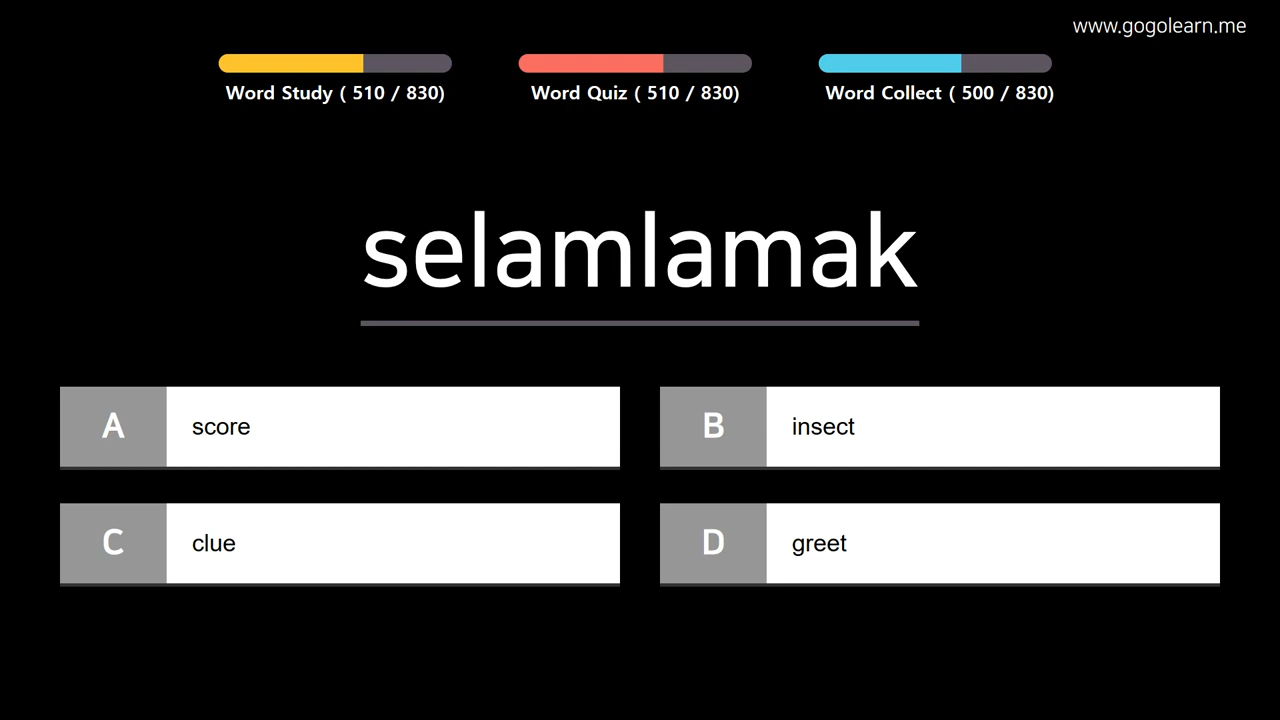 www.gogolearn.me
Word Study ( 510 / 830)
Word Quiz ( 510 / 830)
Word Collect ( 500 / 830)
selamlamak
A score
B insect
C clue
D greet